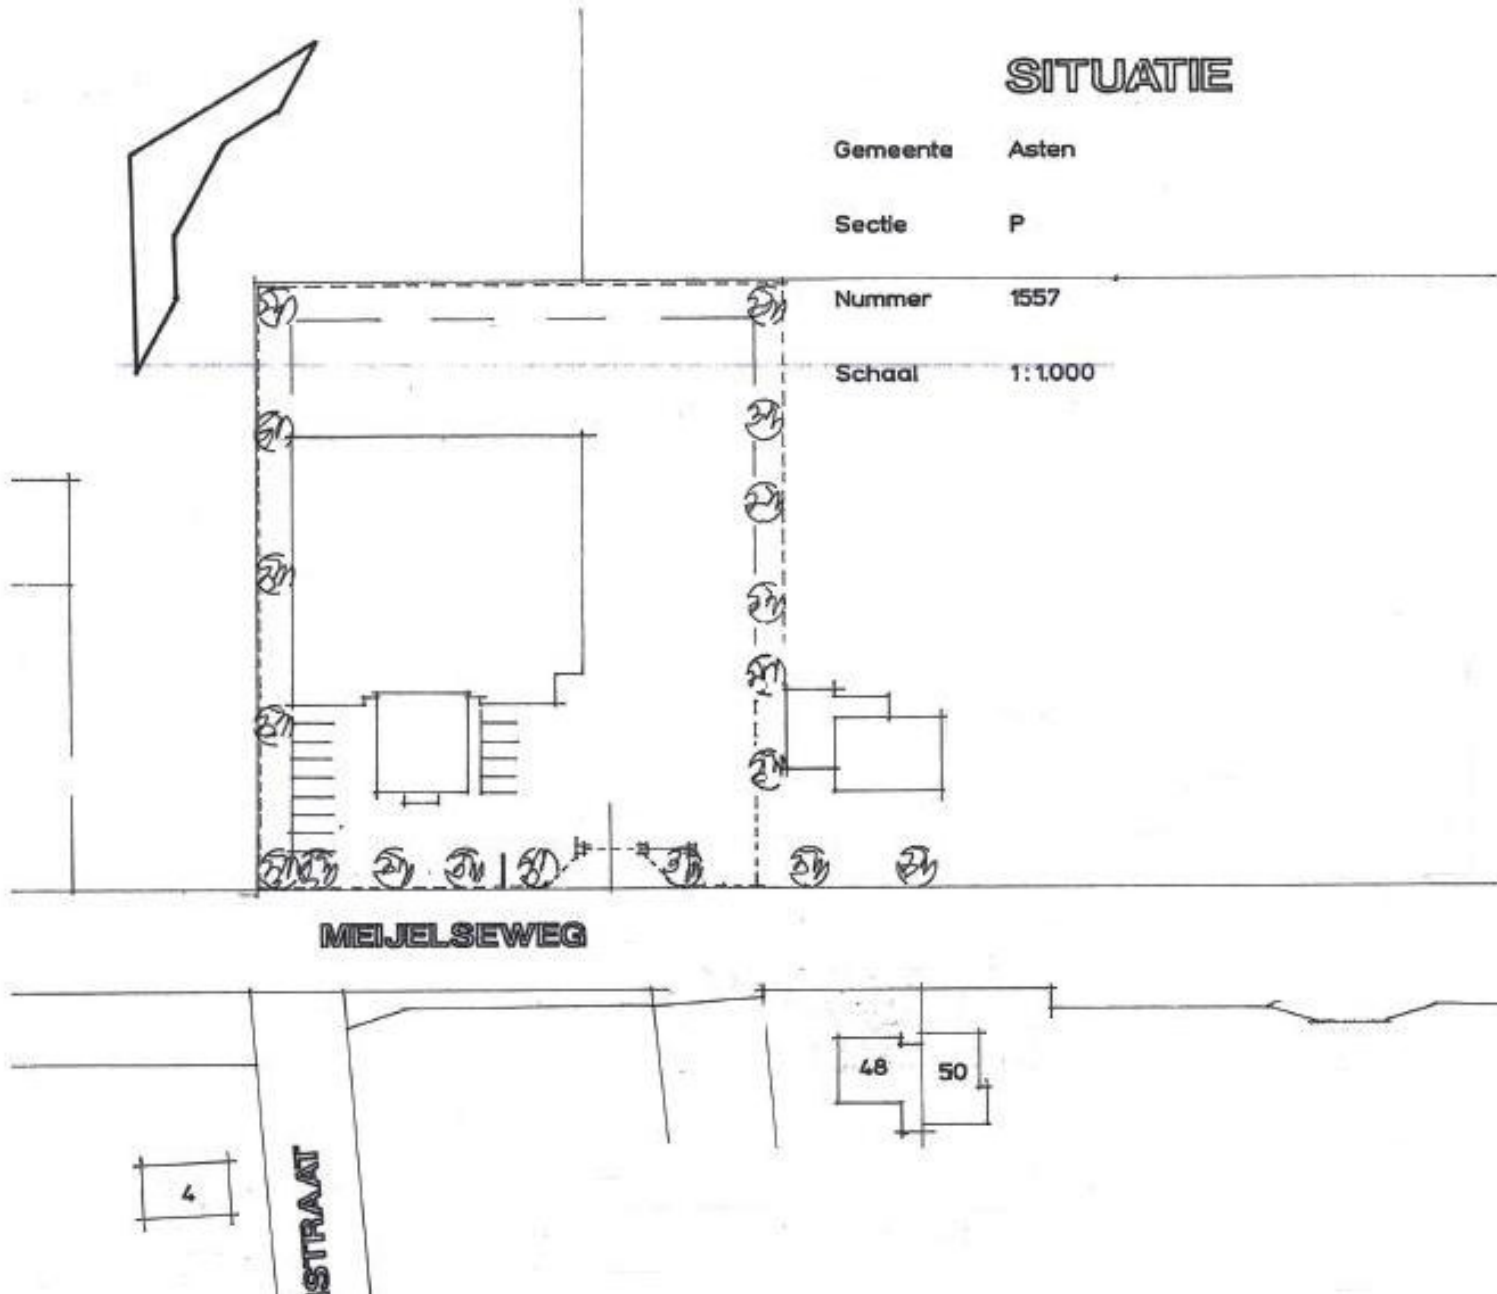 SITUATIE
Gemeente Asten
Sectie P
Nummer 1557
Schaal 1:1.000
MEIJELSEWEG
48
50
4
STRAAT